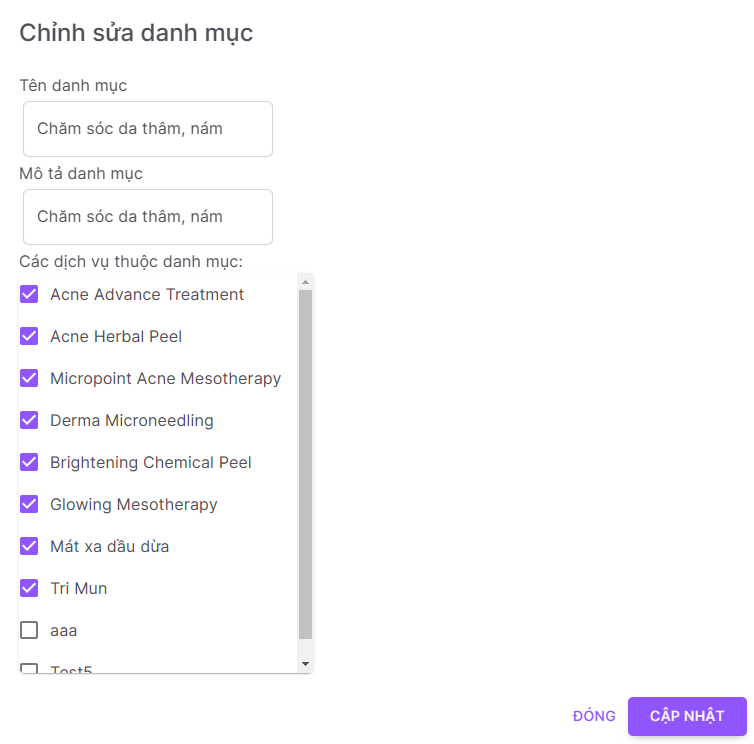 Chỉnh sửa danh mục
Tên danh mục
Chăm sóc da thâm, nám
Mô tả danh mục
Chăm sóc da thâm, nám
Các dịch vụ thuộc danh mục:
Acne Advance Treatment
Acne Herbal Peel
Micropoint Acne Mesotherapy
Derma Microneedling
Brightening Chemical Peel
Glowing Mesotherapy
Mát xa dầu dừa
Tri Mun
aaa
Test5
ĐÓNG CẬP NHẬT